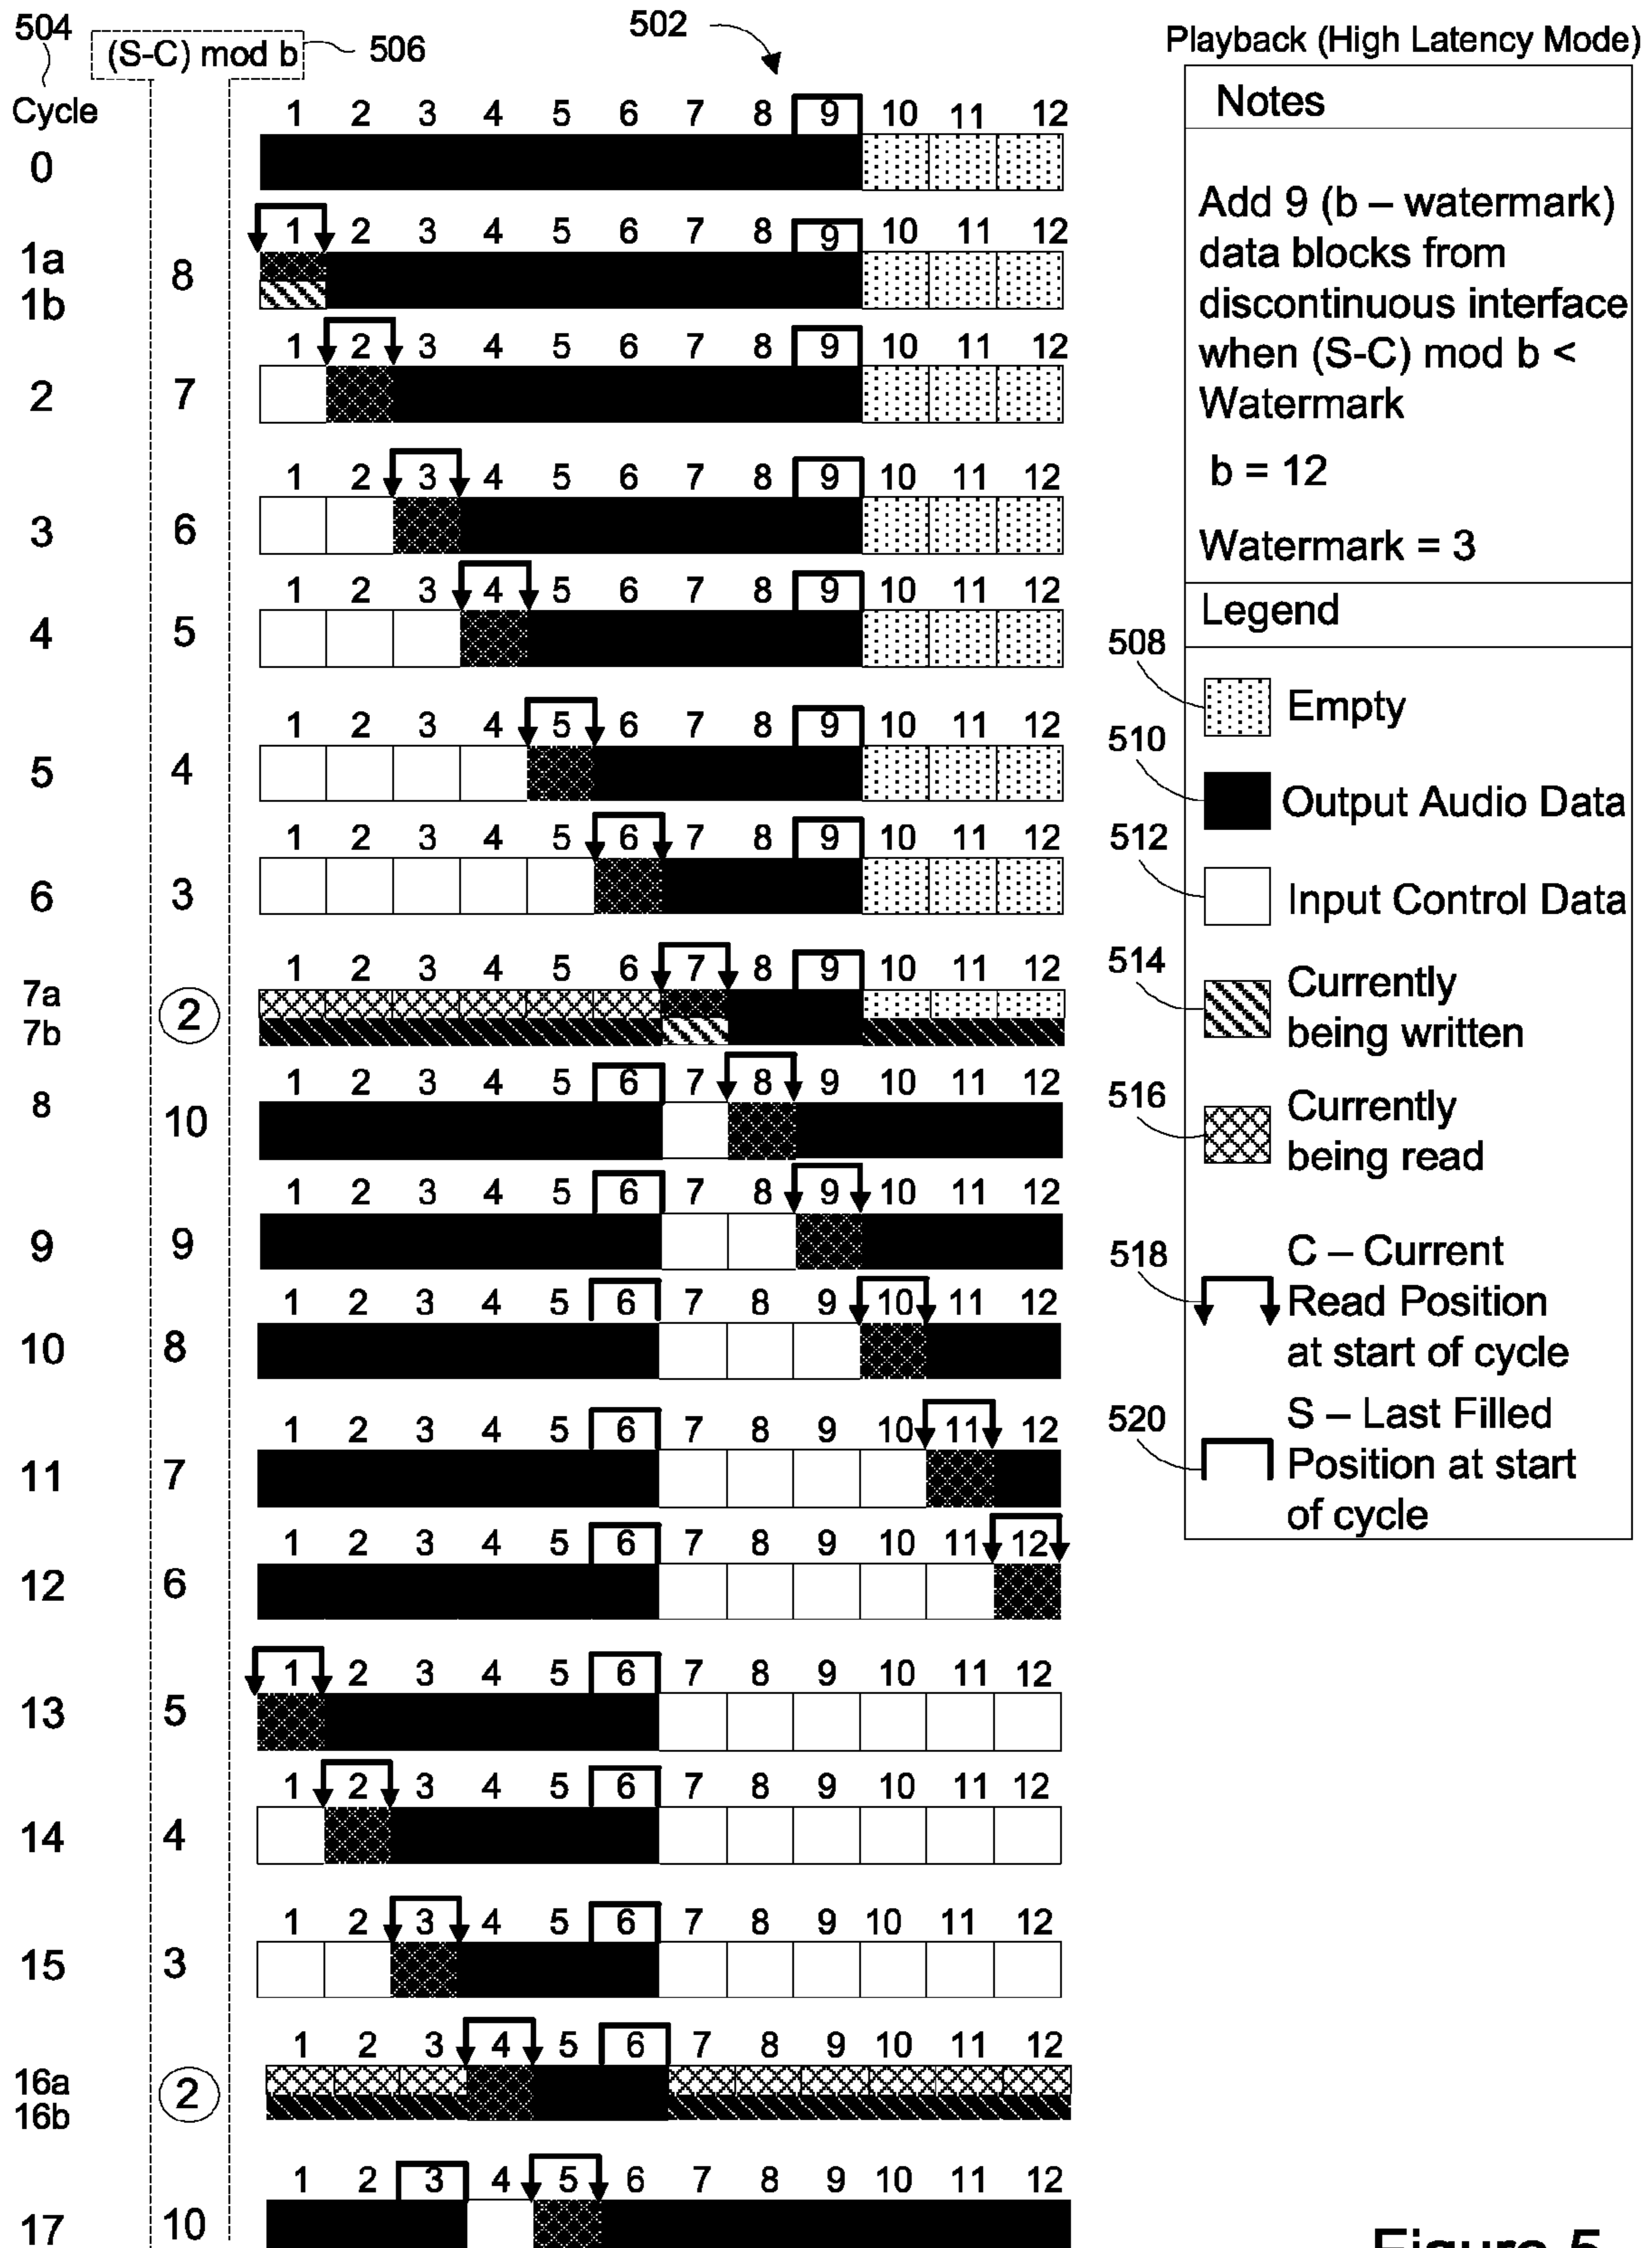 504
(S-C) mod b
506
502
Cycle
1 2 3 4 5 6 7 8 9 10 11 12
0
1 2 3 4 5 6 7 8 9 10 11 12
1a
1b
8
1 2 3 4 5 6 7 8 9 10 11 12
2
7
1 2 3 4 5 6 7 8 9 10 11 12
3
6
1 2 3 4 5 6 7 8 9 10 11 12
4
5
1 2 3 4 5 6 7 8 9 10 11 12
5
4
1 2 3 4 5 6 7 8 9 10 11 12
6
3
1 2 3 4 5 6 7 8 9 10 11 12
7a
7b
2
1 2 3 4 5 6 7 8 9 10 11 12
8
10
1 2 3 4 5 6 7 8 9 10 11 12
9
9
1 2 3 4 5 6 7 8 9 10 11 12
10
8
1 2 3 4 5 6 7 8 9 10 11 12
11
7
1 2 3 4 5 6 7 8 9 10 11 12
12
6
1 2 3 4 5 6 7 8 9 10 11 12
13
5
1 2 3 4 5 6 7 8 9 10 11 12
14
4
1 2 3 4 5 6 7 8 9 10 11 12
15
3
1 2 3 4 5 6 7 8 9 10 11 12
16a
16b
2
1 2 3 4 5 6 7 8 9 10 11 12
17
10
Playback (High Latency Mode)
Notes
Add 9 (b – watermark)
data blocks from
discontinuous interface
when (S-C) mod b <
Watermark
b = 12
Watermark = 3
Legend
508
Empty
510
Output Audio Data
512
Input Control Data
514
Currently
being written
516
Currently
being read
518
C – Current
Read Position
at start of cycle
520
S – Last Filled
Position at start
of cycle
Figure 5